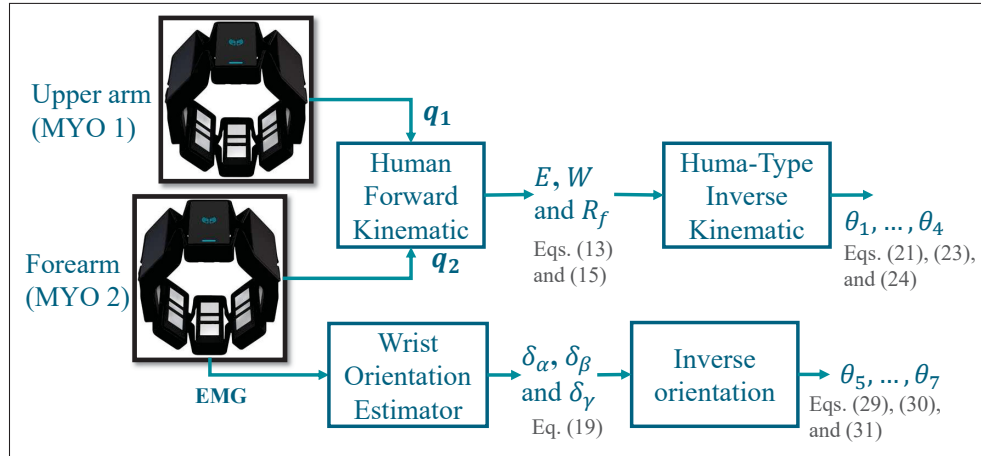 Upper arm
(MYO 1)
q₁
Human
Forward
Kinematic
E, W
and R_f
Eqs. (13)
and (15)
Huma-Type
Inverse
Kinematic
θ₁, …, θ₄
Eqs. (21), (23),
and (24)
Forearm
(MYO 2)
q₂
EMG
Wrist
Orientation
Estimator
δ_α, δ_β
and δ_γ
Eq. (19)
Inverse
orientation
θ₅, …, θ₇
Eqs. (29), (30),
and (31)